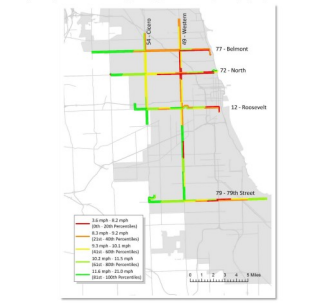 54 - Cicero
49 - Western
77 - Belmont
72 - North
12 - Roosevelt
79 - 79th Street
3.6 mph - 8.2 mph
(0th - 20th Percentiles)
8.3 mph - 9.2 mph
(21st - 40th Percentiles)
9.3 mph - 10.1 mph
(41st - 60th Percentiles)
10.2 mph - 11.5 mph
(61st - 80th Percentiles)
11.6 mph - 21.0 mph
(81st - 100th Percentiles)
0 1 2 3 4 5 Miles